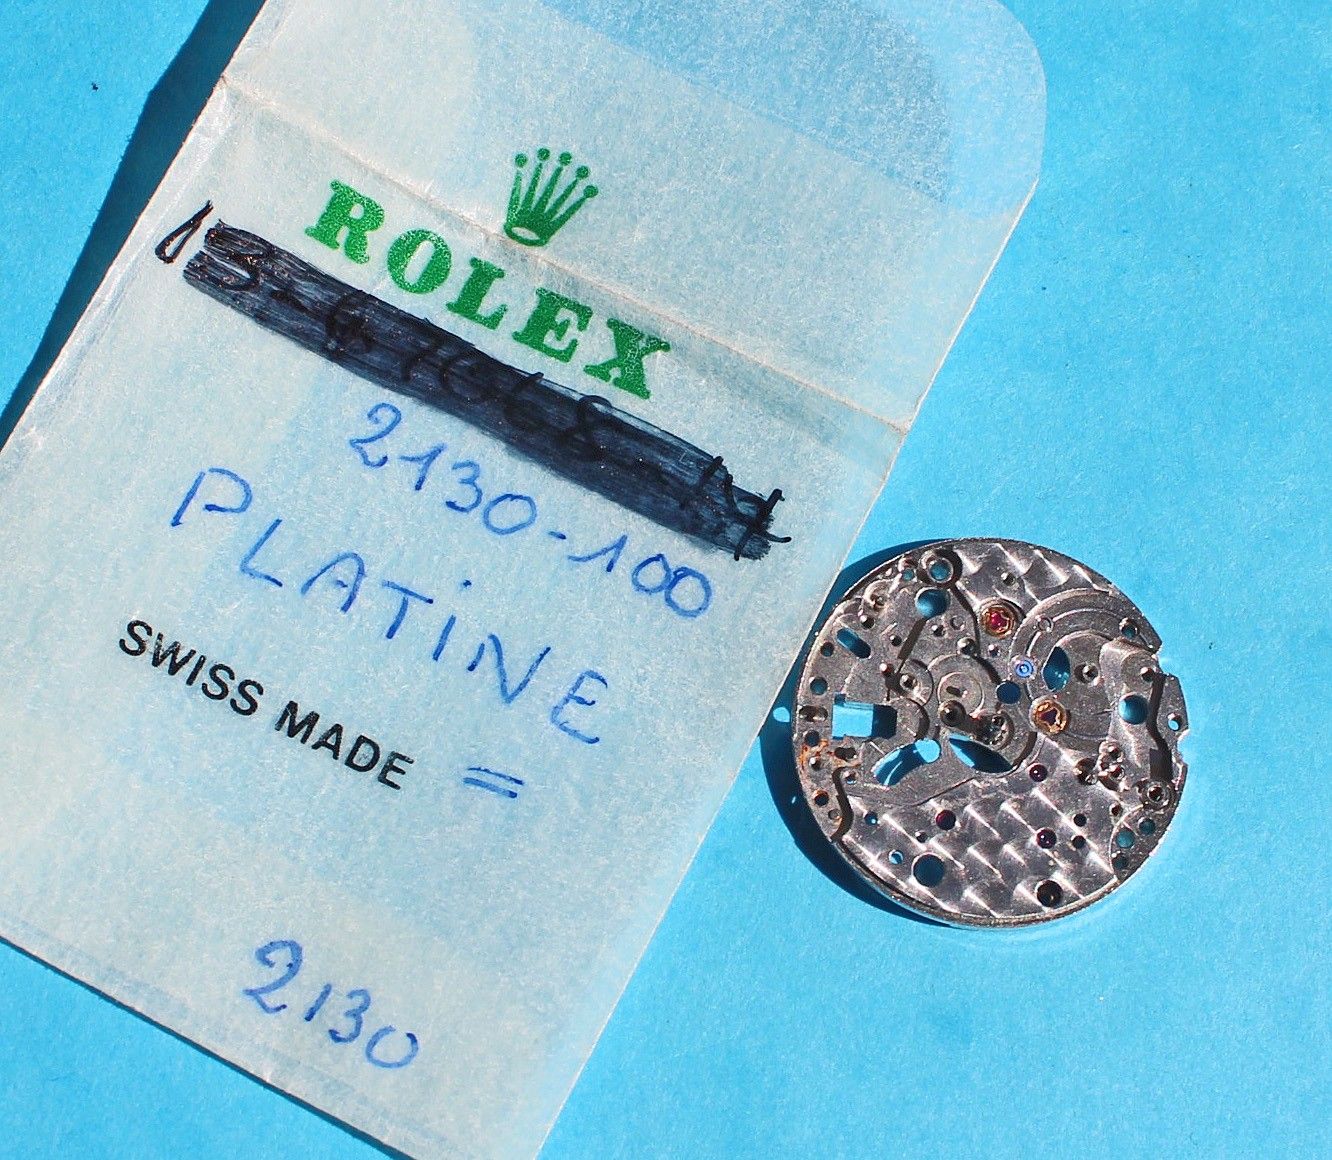 ROLEX
2130-100
PLATiNE
SWISS MADE =
2130